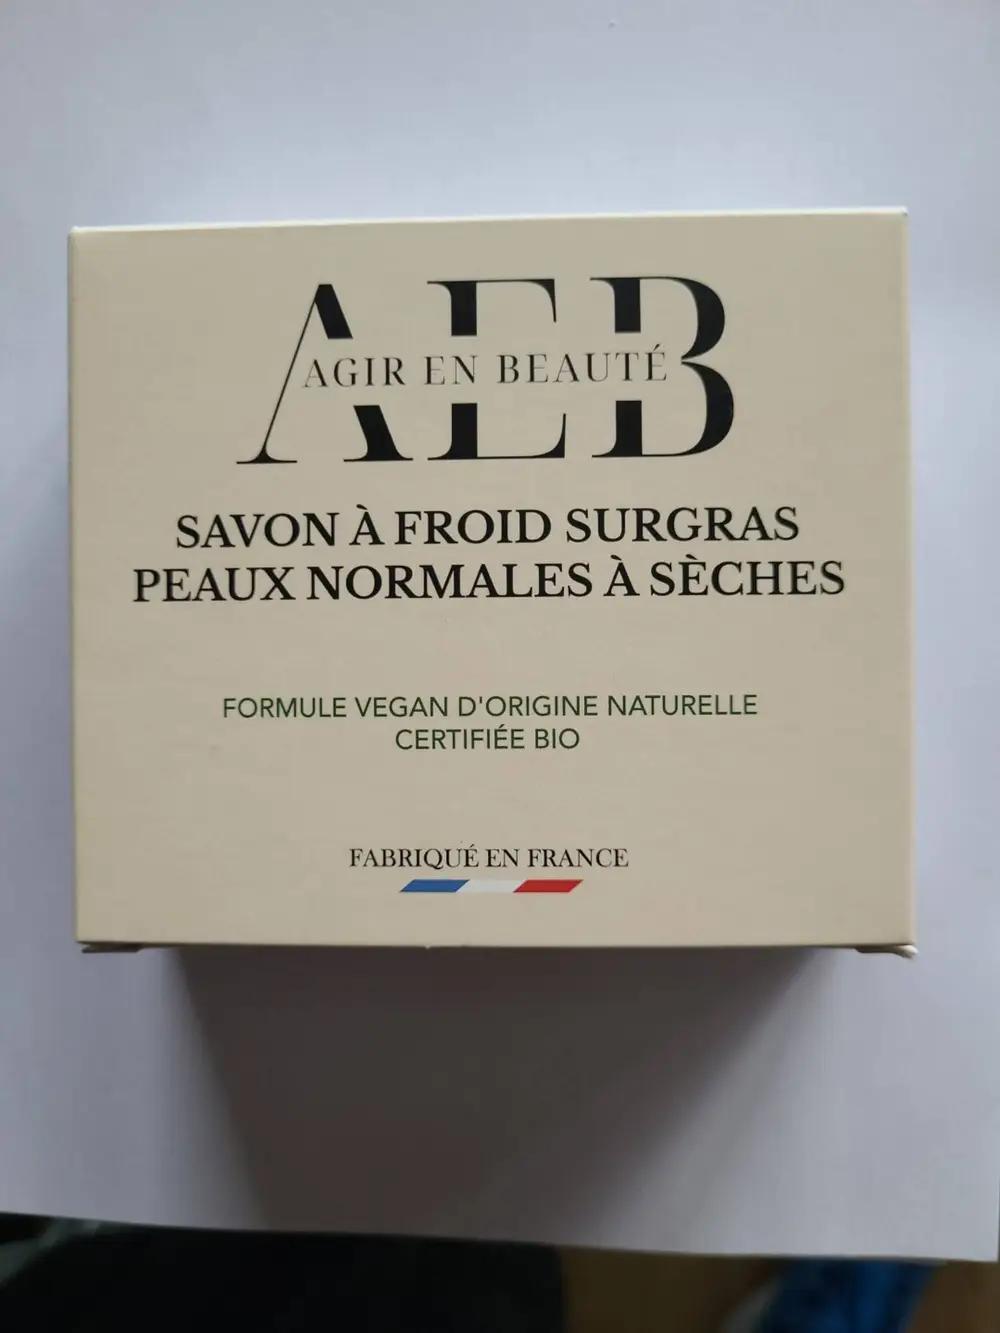 AEB
AGIR EN BEAUTÉ
SAVON À FROID SURGRAS
PEAUX NORMALES À SÈCHES
FORMULE VEGAN D'ORIGINE NATURELLE
CERTIFIÉE BIO
FABRIQUÉ EN FRANCE